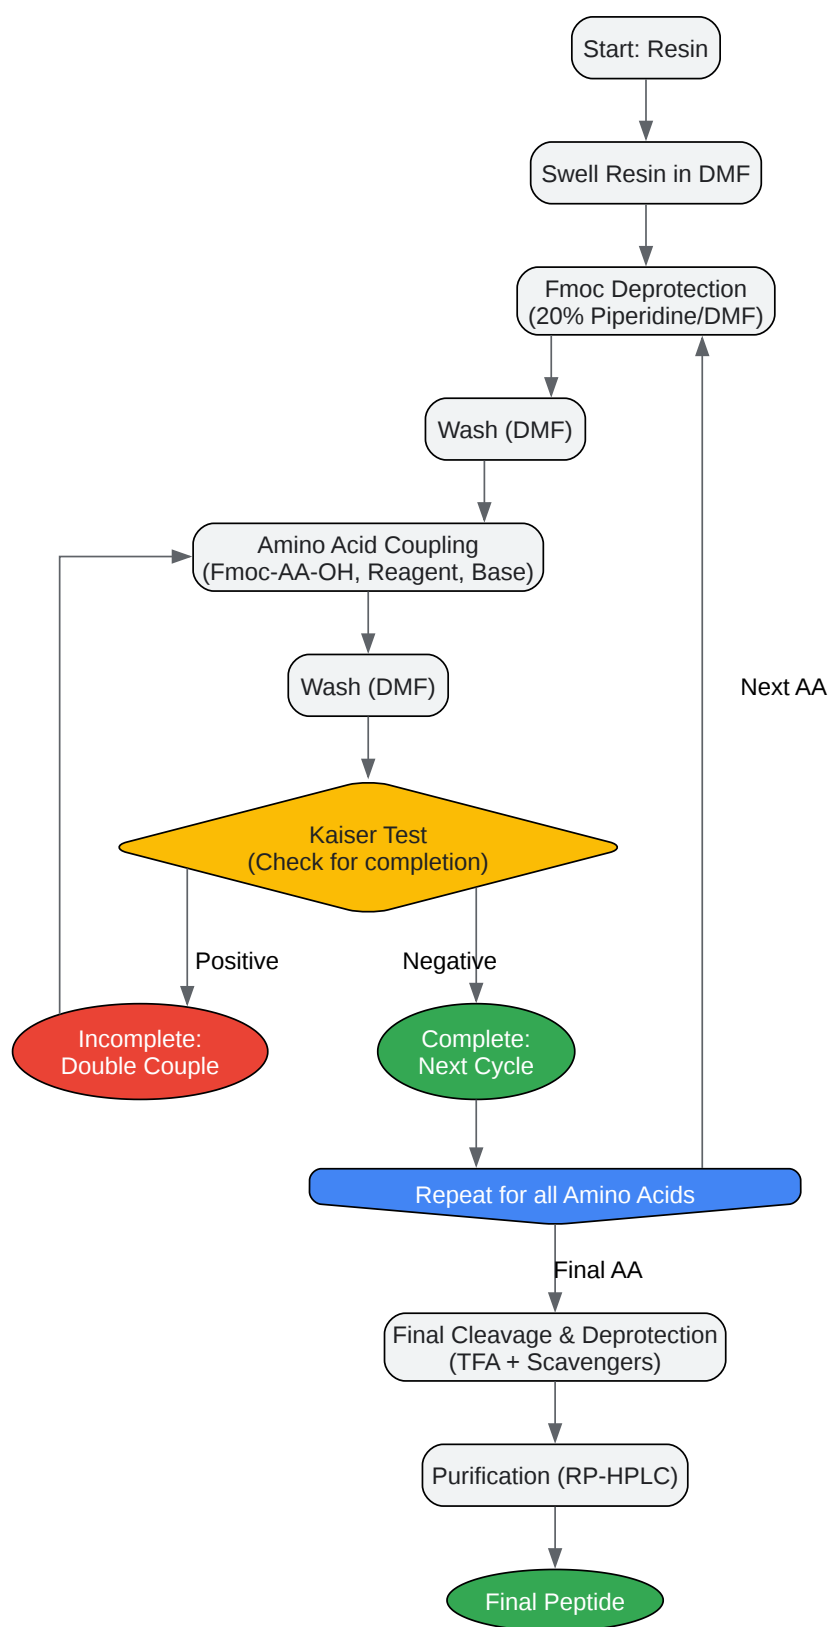 Start: Resin
Swell Resin in DMF
Fmoc Deprotection
(20% Piperidine/DMF)
Wash (DMF)
Amino Acid Coupling
(Fmoc-AA-OH, Reagent, Base)
Wash (DMF)
Next AA
Kaiser Test
(Check for completion)
Positive
Negative
Incomplete:
Double Couple
Complete:
Next Cycle
Repeat for all Amino Acids
Final AA
Final Cleavage & Deprotection
(TFA + Scavengers)
Purification (RP-HPLC)
Final Peptide